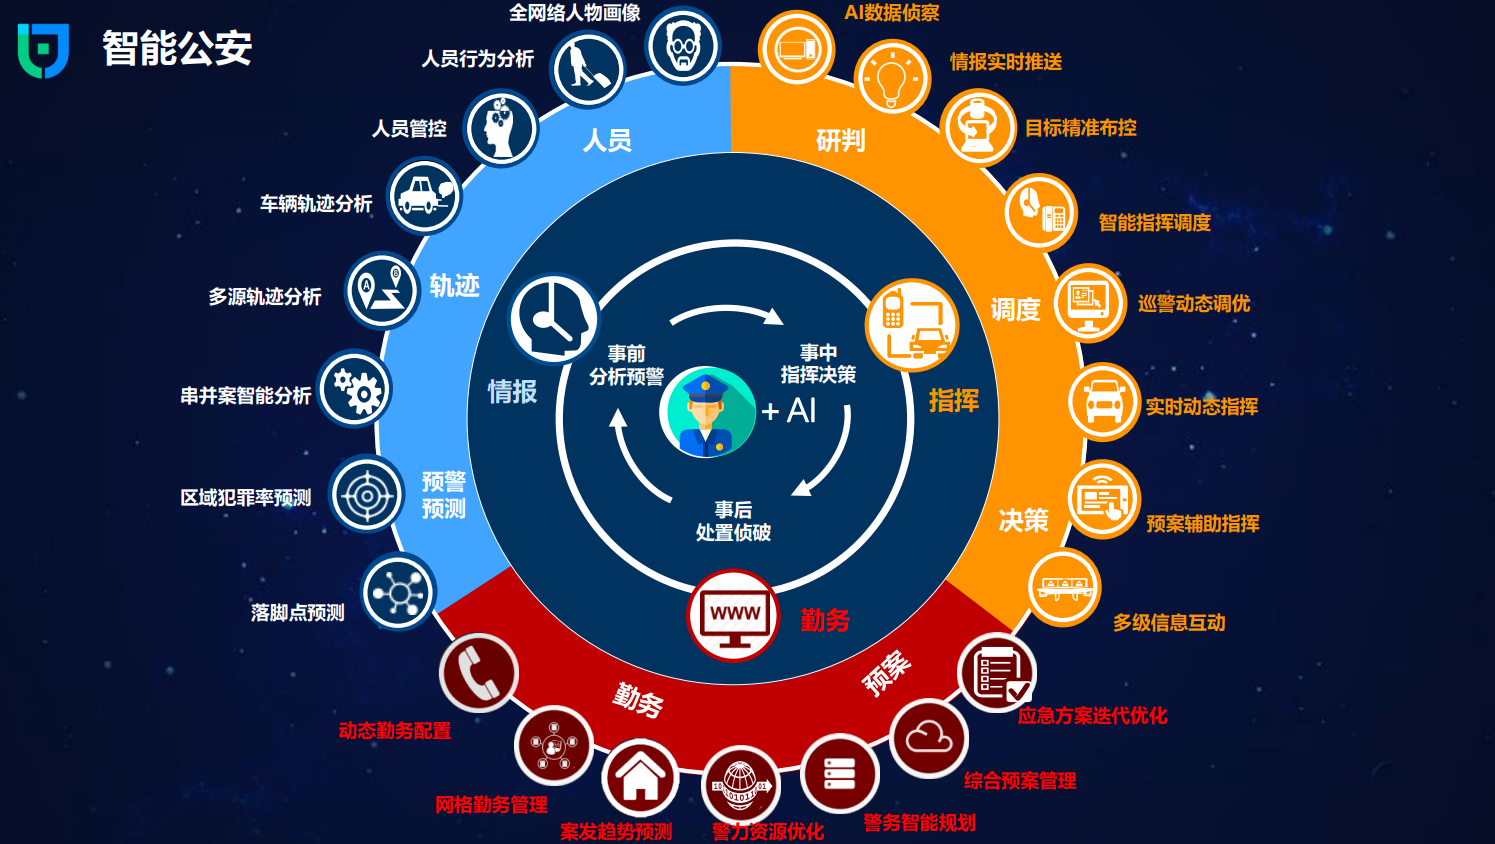 智能公安
全网络人物画像
人员行为分析
人员管控
车辆轨迹分析
多源轨迹分析
串并案智能分析
区域犯罪率预测
落脚点预测
AI数据侦察
情报实时推送
目标精准布控
智能指挥调度
巡警动态调优
实时动态指挥
预案辅助指挥
多级信息互动
人员
轨迹
预警
预测
研判
调度
决策
情报
指挥
勤务
事前
分析预警
事中
指挥决策
+ AI
事后
处置侦破
WWW
A
B
勤务
预案
动态勤务配置
网格勤务管理
案发趋势预测
警力资源优化
警务智能规划
综合预案管理
应急方案迭代优化